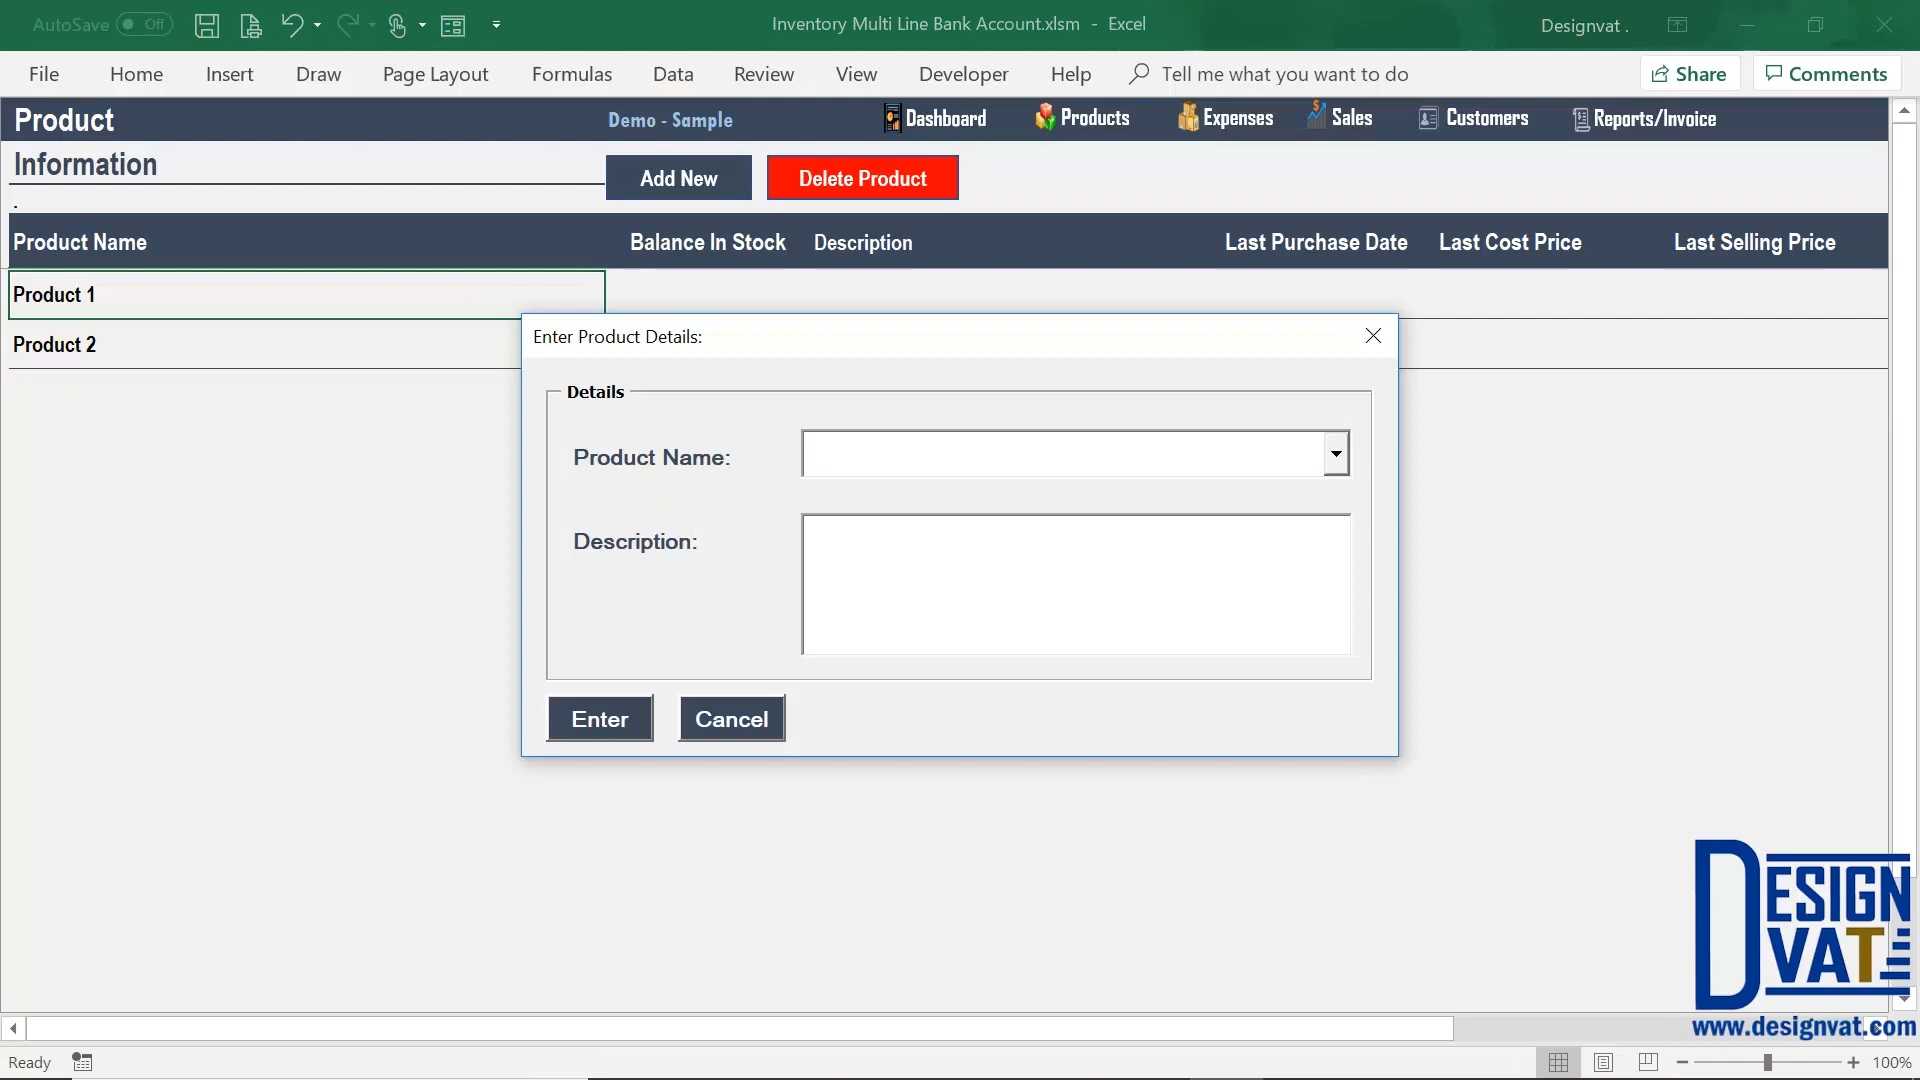 AutoSave Off
Inventory Multi Line Bank Account.xlsm - Excel
Designvat .
File Home Insert Draw Page Layout Formulas Data Review View Developer Help Tell me what you want to do Share Comments
Product
Demo - Sample
Dashboard Products Expenses Sales Customers Reports/Invoice
Information
Add New Delete Product
.
Product Name Balance In Stock Description Last Purchase Date Last Cost Price Last Selling Price
Product 1
Product 2
Enter Product Details:
Details
Product Name:
Description:
Enter Cancel
DESIGN
VAT
www.designvat.com
Ready
100%